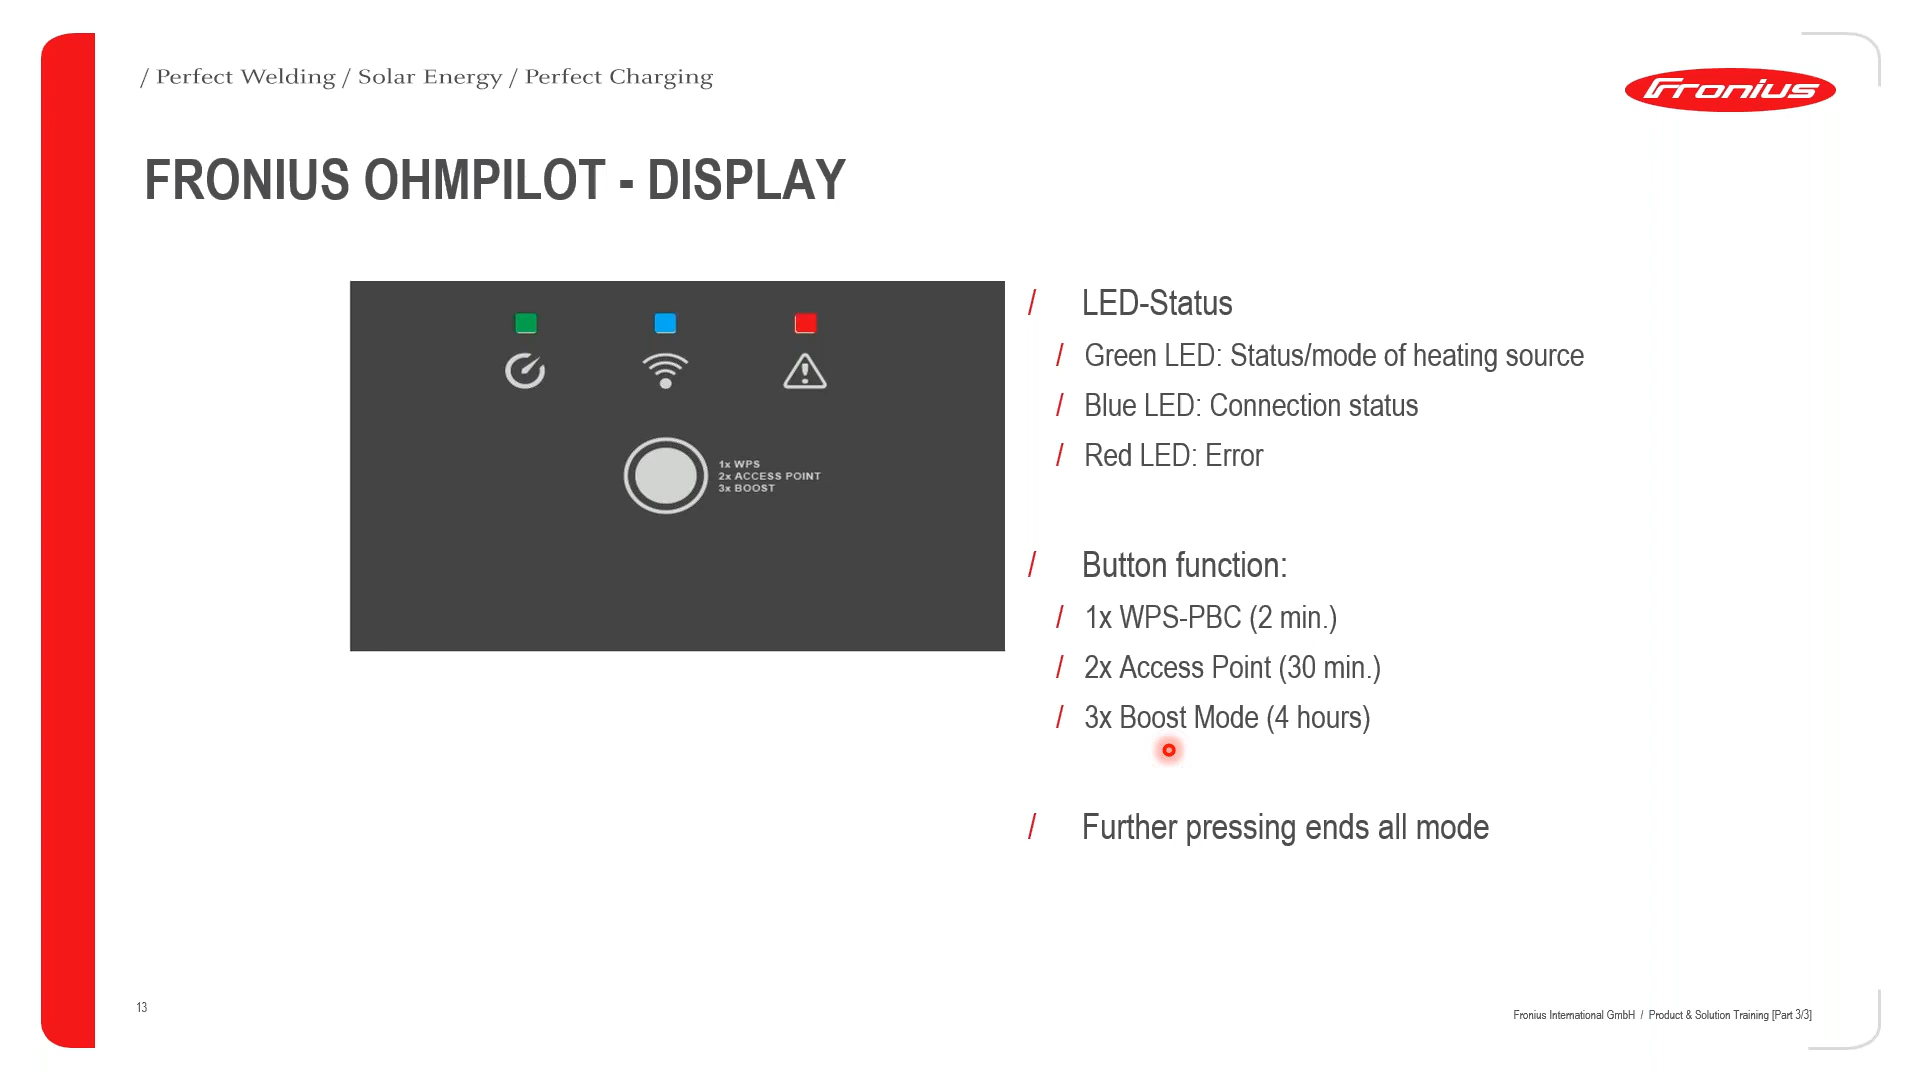 / Perfect Welding / Solar Energy / Perfect Charging
Fronius
FRONIUS OHMPILOT - DISPLAY
1x WPS
2x ACCESS POINT
3x BOOST
/ LED-Status
/ Green LED: Status/mode of heating source
/ Blue LED: Connection status
/ Red LED: Error
/ Button function:
/ 1x WPS-PBC (2 min.)
/ 2x Access Point (30 min.)
/ 3x Boost Mode (4 hours)
/ Further pressing ends all mode
13
Fronius International GmbH / Product & Solution Training [Part 3/3]